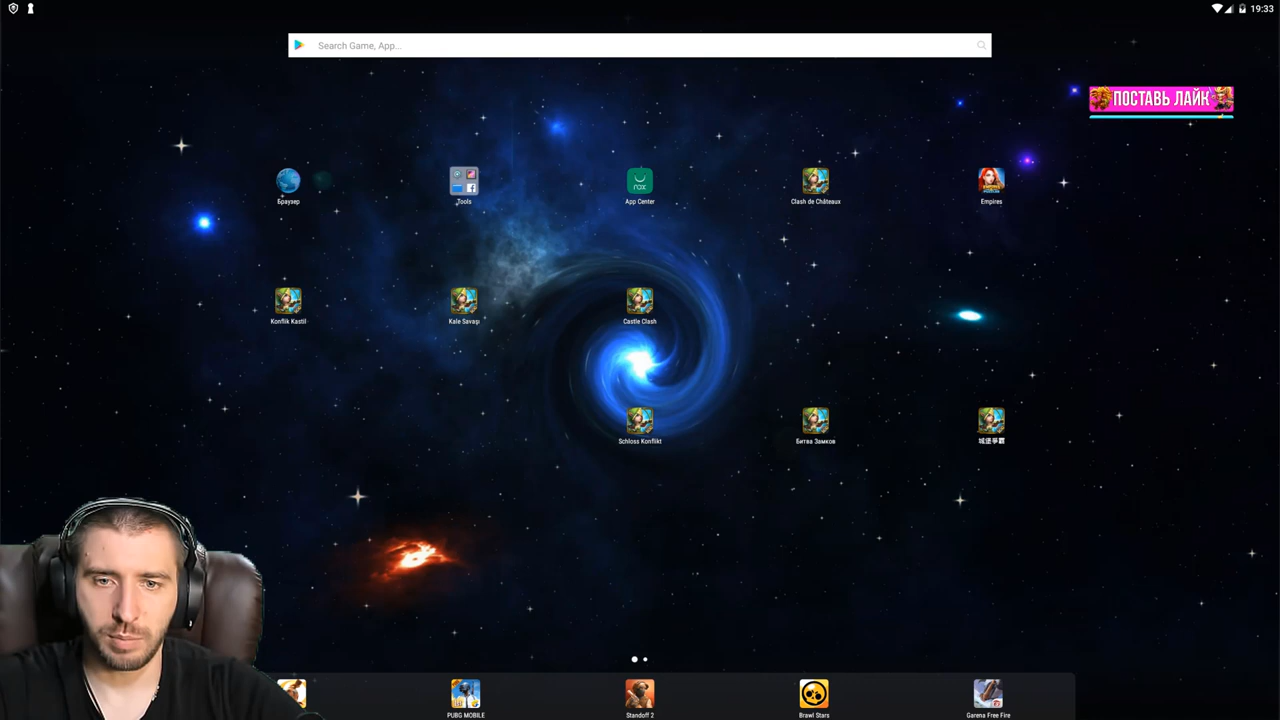 19:33
Search Game, App...
ПОСТАВЬ ЛАЙК
Браузер
Tools
App Center
Clash de Châteaux
Empires
Konflik Kastil
Kale Savaşı
Castle Clash
Schloss Konflikt
Битва Замков
城堡爭霸
PUBG MOBILE
Standoff 2
Brawl Stars
Garena Free Fire